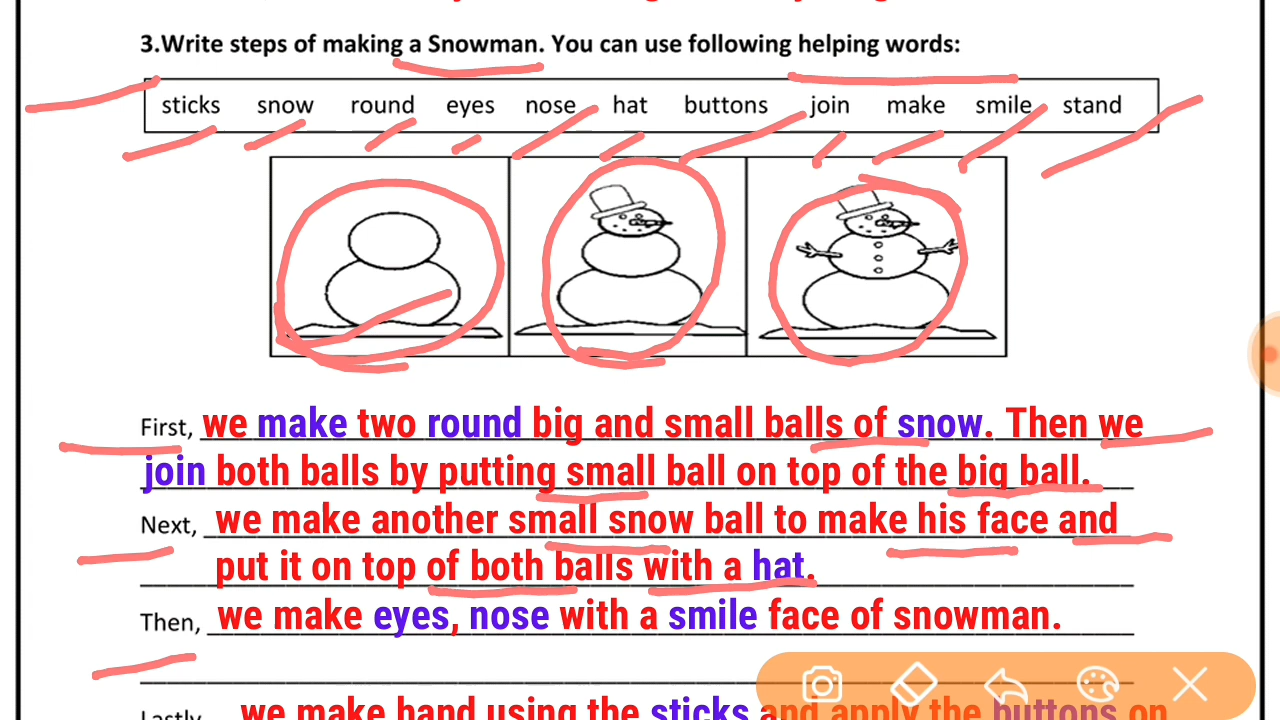 3.Write steps of making a Snowman. You can use following helping words:
sticks snow round eyes nose hat buttons join make smile stand
First, we make two round big and small balls of snow. Then we
join both balls by putting small ball on top of the big ball.
Next, we make another small snow ball to make his face and
put it on top of both balls with a hat.
Then, we make eyes, nose with a smile face of snowman.
Lastly we make hand using the sticks and apply the buttons on